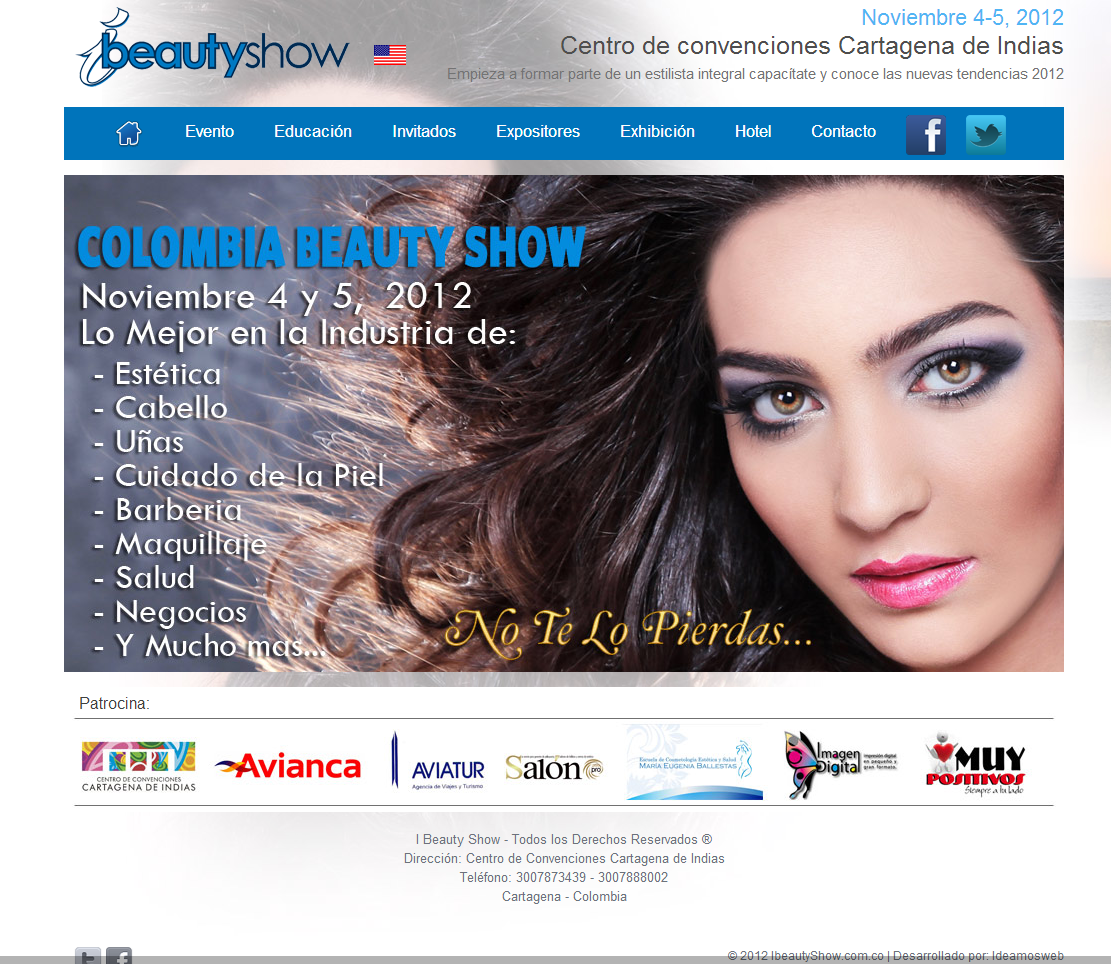 ibeautyshow
Noviembre 4-5, 2012
Centro de convenciones Cartagena de Indias
Empieza a formar parte de un estilista integral capacítate y conoce las nuevas tendencias 2012
Evento Educación Invitados Expositores Exhibición Hotel Contacto
COLOMBIA BEAUTY SHOW
Noviembre 4 y 5, 2012
Lo Mejor en la Industria de:
- Estética
- Cabello
- Uñas
- Cuidado de la Piel
- Barberia
- Maquillaje
- Salud
- Negocios
- Y Mucho mas...
No Te Lo Pierdas...
Patrocina:
CENTRO DE CONVENCIONES
CARTAGENA DE INDIAS
Avianca
AVIATUR
Agencia de Viajes y Turismo
Salón pro
Escuela de Cosmetología Estética y Salud
MARÍA EUGENIA BALLESTAS
Imagen
Digital
impresión digital
en pequeño y
gran formato.
MUY
POSITIVOS
Siempre a tu lado
I Beauty Show - Todos los Derechos Reservados ®
Dirección: Centro de Convenciones Cartagena de Indias
Teléfono: 3007873439 - 3007888002
Cartagena - Colombia
© 2012 IbeautyShow.com.co | Desarrollado por: Ideamosweb